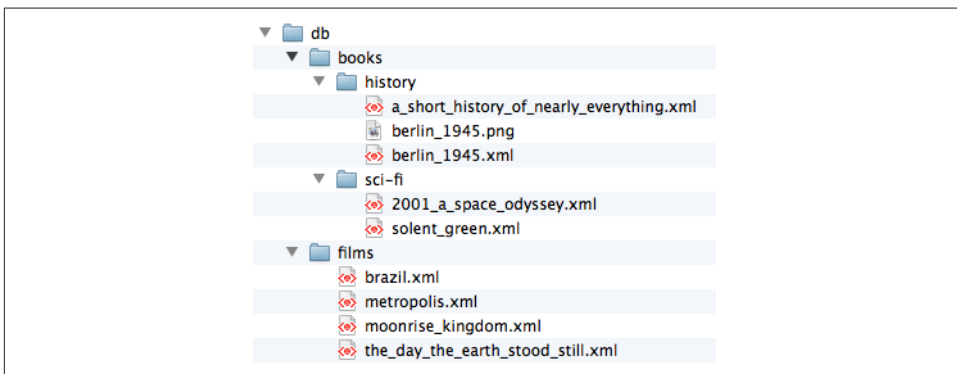 db
books
history
a_short_history_of_nearly_everything.xml
berlin_1945.png
berlin_1945.xml
sci-fi
2001_a_space_odyssey.xml
solent_green.xml
films
brazil.xml
metropolis.xml
moonrise_kingdom.xml
the_day_the_earth_stood_still.xml